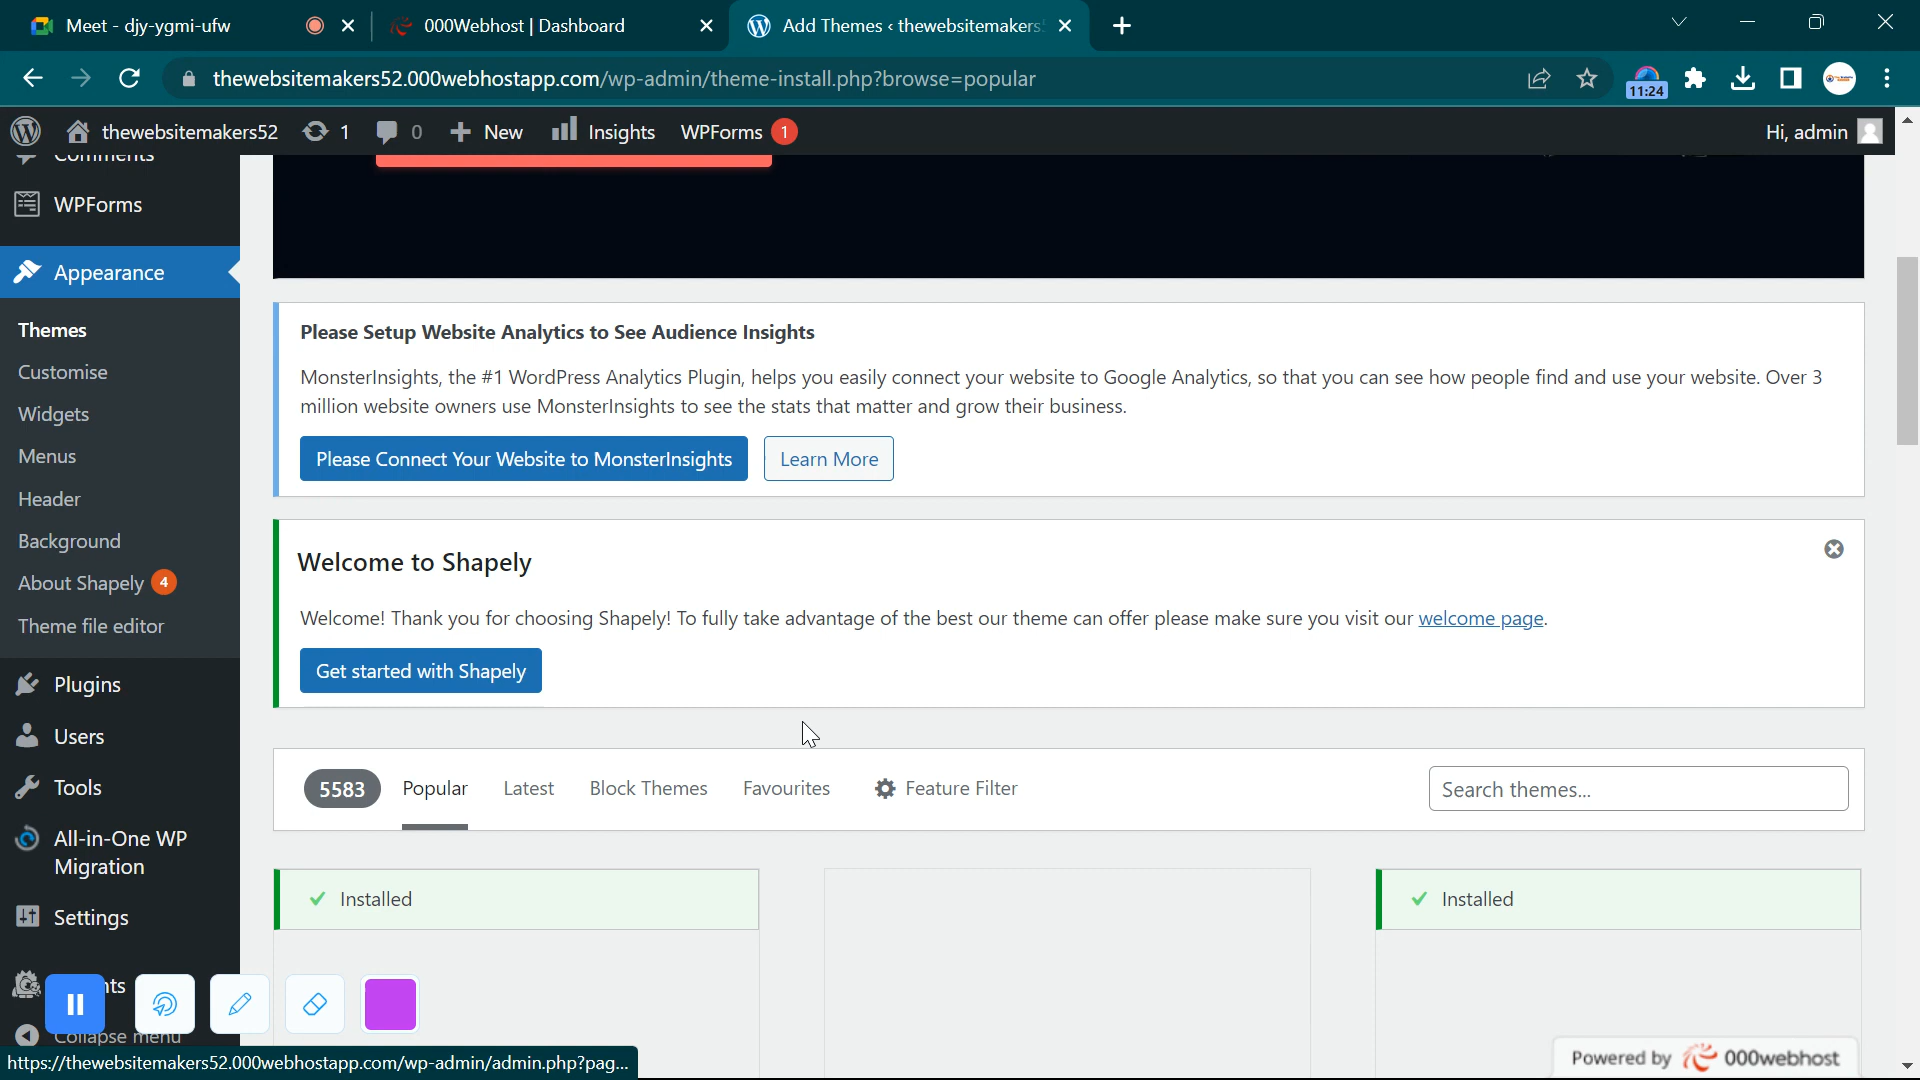 Meet - djy-ygmi-ufw
000Webhost | Dashboard
Add Themes ‹ thewebsitemakers
thewebsitemakers52.000webhostapp.com/wp-admin/theme-install.php?browse=popular
11:24
thewebsitemakers52
1
0
New
Insights
WPForms 1
Hi, admin
Comments
WPForms
Appearance
Themes
Customise
Widgets
Menus
Header
Background
About Shapely 4
Theme file editor
Plugins
Users
Tools
All-in-One WP
Migration
Settings
nts
Collapse menu
Please Setup Website Analytics to See Audience Insights
MonsterInsights, the #1 WordPress Analytics Plugin, helps you easily connect your website to Google Analytics, so that you can see how people find and use your website. Over 3
million website owners use MonsterInsights to see the stats that matter and grow their business.
Please Connect Your Website to MonsterInsights
Learn More
Welcome to Shapely
Welcome! Thank you for choosing Shapely! To fully take advantage of the best our theme can offer please make sure you visit our welcome page.
Get started with Shapely
5583 Popular Latest Block Themes Favourites Feature Filter
Search themes...
Installed
Installed
https://thewebsitemakers52.000webhostapp.com/wp-admin/admin.php?pag...
Powered by 000webhost